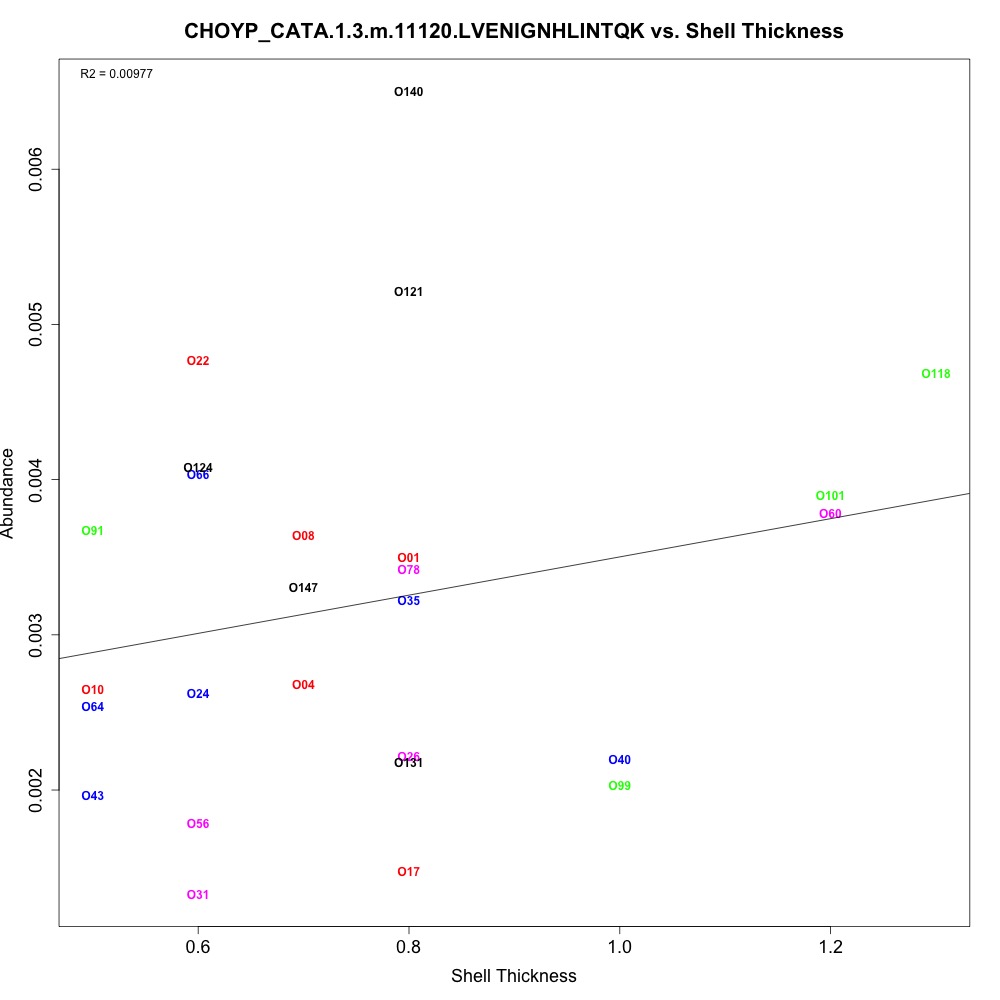 CHOYP_CATA.1.3.m.11120.LVENIGNHLINTQK vs. Shell Thickness
R2 = 0.00977
O140
0.006
O121
0.005
O22
O118
O124
O66
0.004
O101
O60
O91
O08
O01
O78
O147
O35
0.003
O04
O10
O24
O64
O26
O131
O40
O99
0.002
O43
O56
O17
O31
Abundance
0.6 0.8 1.0 1.2
Shell Thickness